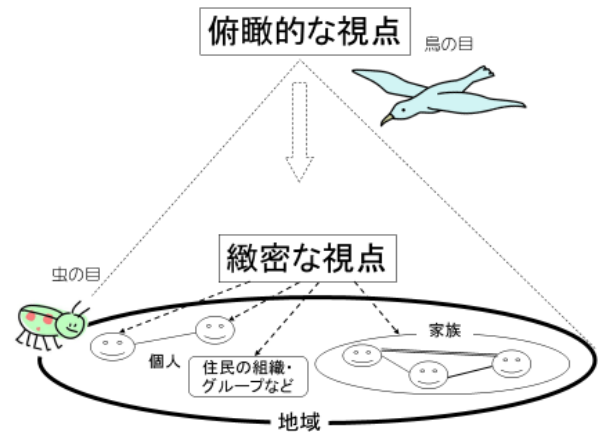 俯瞰的な視点
鳥の目
緻密な視点
虫の目
家族
個人
住民の組織・
グループなど
地域